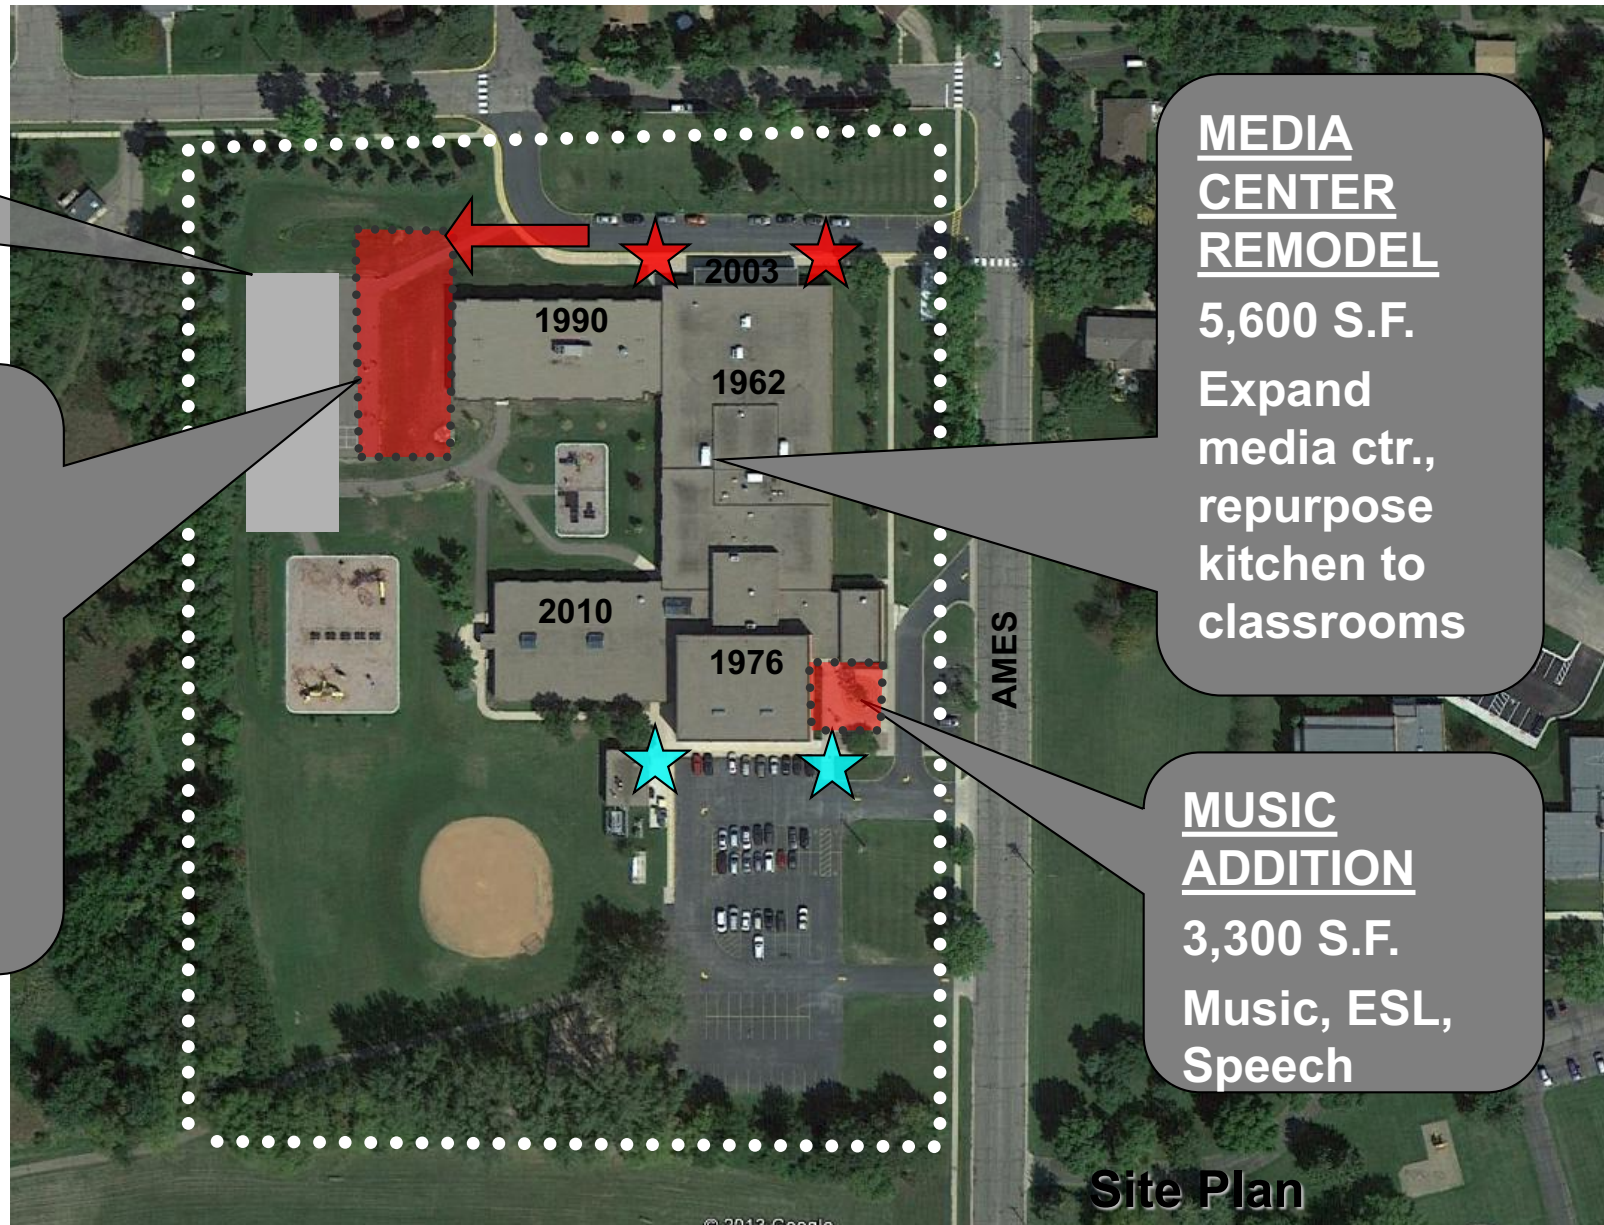 MEDIA
CENTER
REMODEL
5,600 S.F.
Expand
media ctr.,
repurpose
kitchen to
classrooms
2003
1990
1962
2010
1976
AMES
MUSIC
ADDITION
3,300 S.F.
Music, ESL,
Speech
Site Plan
© 2013 Google